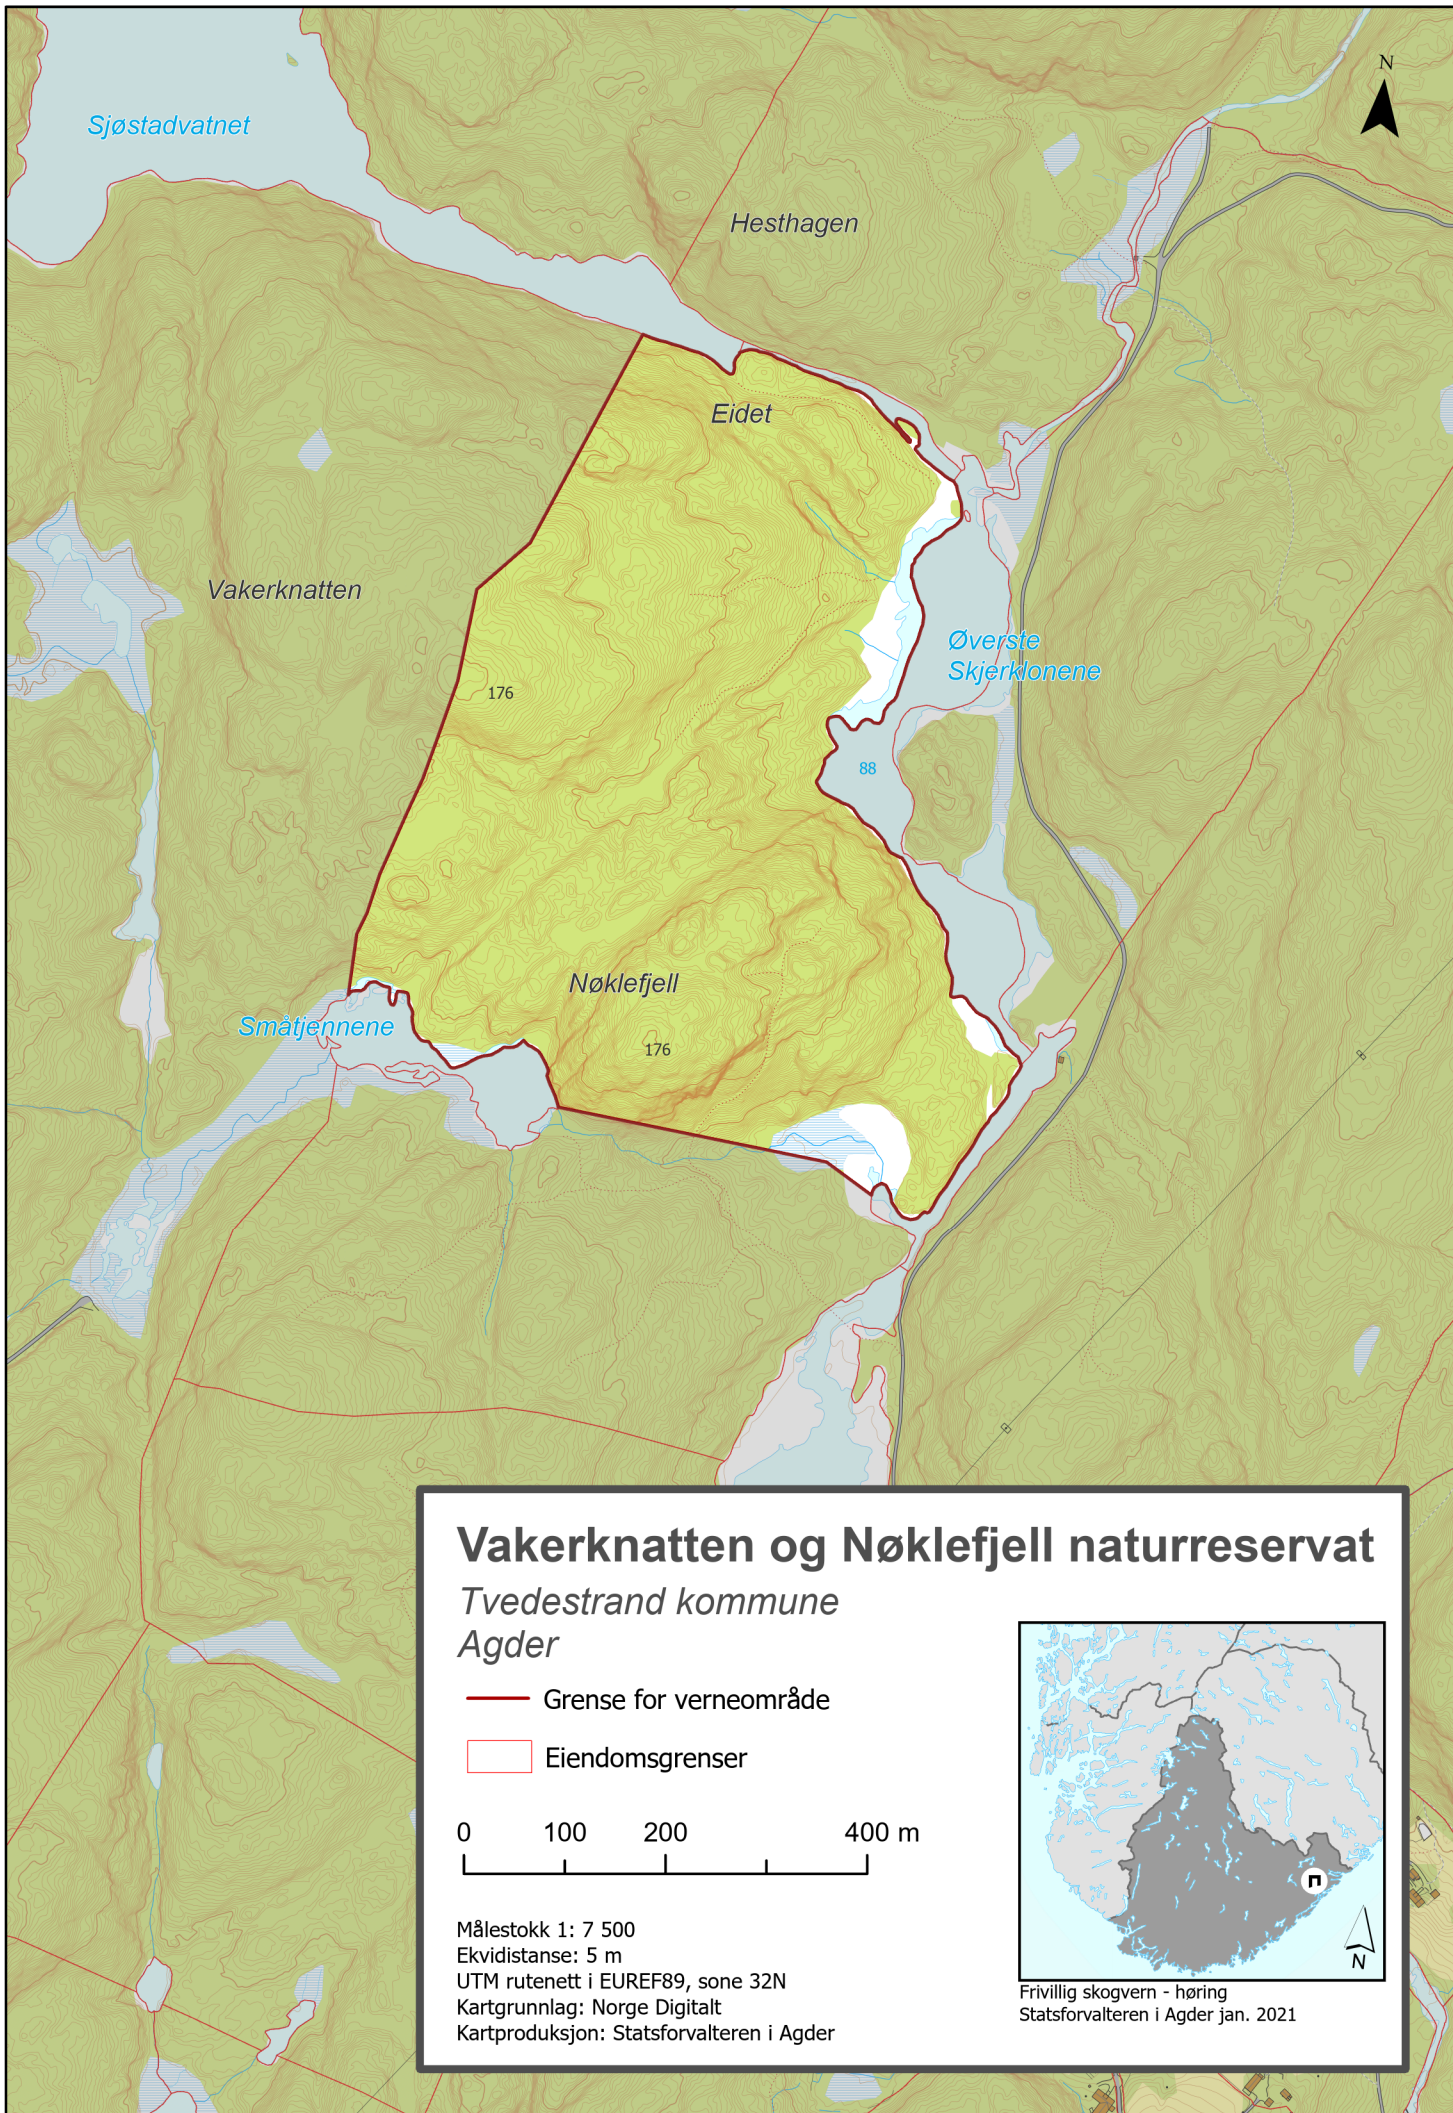 N
Sjøstadvatnet
Hesthagen
Eidet
Vakerknatten
Øverste
Skjerklonene
176
88
Nøklefjell
Småtjennene
176
Vakerknatten og Nøklefjell naturreservat
Tvedestrand kommune
Agder
Grense for verneområde
Eiendomsgrenser
0 100 200 400 m
Målestokk 1: 7 500
Ekvidistanse: 5 m
UTM rutenett i EUREF89, sone 32N
Kartgrunnlag: Norge Digitalt
Kartproduksjon: Statsforvalteren i Agder
N
Frivillig skogvern - høring
Statsforvalteren i Agder jan. 2021